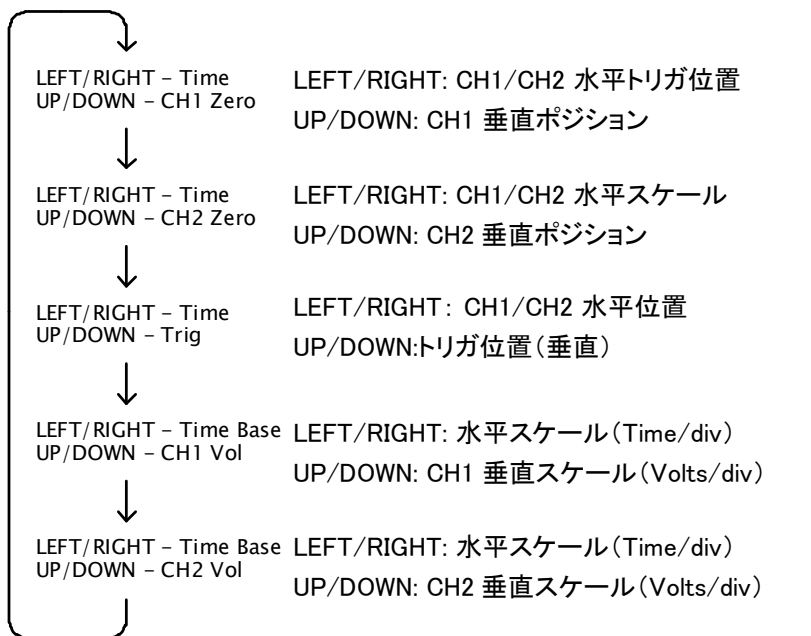 LEFT/RIGHT – Time
UP/DOWN – CH1 Zero
LEFT/RIGHT: CH1/CH2 水平トリガ位置
UP/DOWN: CH1 垂直ポジション
LEFT/RIGHT – Time
UP/DOWN – CH2 Zero
LEFT/RIGHT: CH1/CH2 水平スケール
UP/DOWN: CH2 垂直ポジション
LEFT/RIGHT – Time
UP/DOWN – Trig
LEFT/RIGHT: CH1/CH2 水平位置
UP/DOWN:トリガ位置(垂直)
LEFT/RIGHT – Time Base
UP/DOWN – CH1 Vol
LEFT/RIGHT: 水平スケール(Time/div)
UP/DOWN: CH1 垂直スケール(Volts/div)
LEFT/RIGHT – Time Base
UP/DOWN – CH2 Vol
LEFT/RIGHT: 水平スケール(Time/div)
UP/DOWN: CH2 垂直スケール(Volts/div)